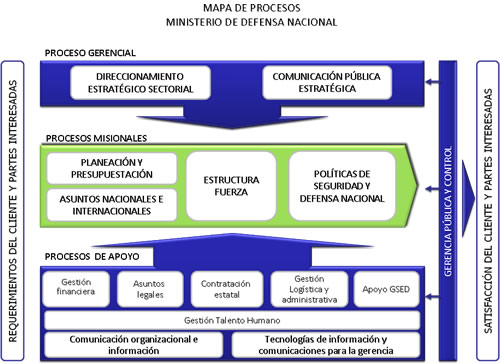 MAPA DE PROCESOS
MINISTERIO DE DEFENSA NACIONAL
REQUERIMIENTOS DEL CLIENTE Y PARTES INTERESADAS
PROCESO GERENCIAL
DIRECCIONAMIENTO
ESTRATÉGICO SECTORIAL
COMUNICACIÓN PÚBLICA
ESTRATÉGICA
PROCESOS MISIONALES
PLANEACIÓN Y
PRESUPUESTACIÓN
ASUNTOS NACIONALES E
INTERNACIONALES
ESTRUCTURA
FUERZA
POLÍTICAS DE
SEGURIDAD Y
DEFENSA NACIONAL
PROCESOS DE APOYO
Gestión
financiera
Asuntos
legales
Contratación
estatal
Gestión
Logística y
administrativa
Apoyo GSED
Gestión Talento Humano
Comunicación organizacional e
información
Tecnologías de información y
comunicaciones para la gerencia
GERENCIA PÚBLICA Y CONTROL
SATISFACCIÓN DEL CLIENTE Y PARTES INTERESADAS